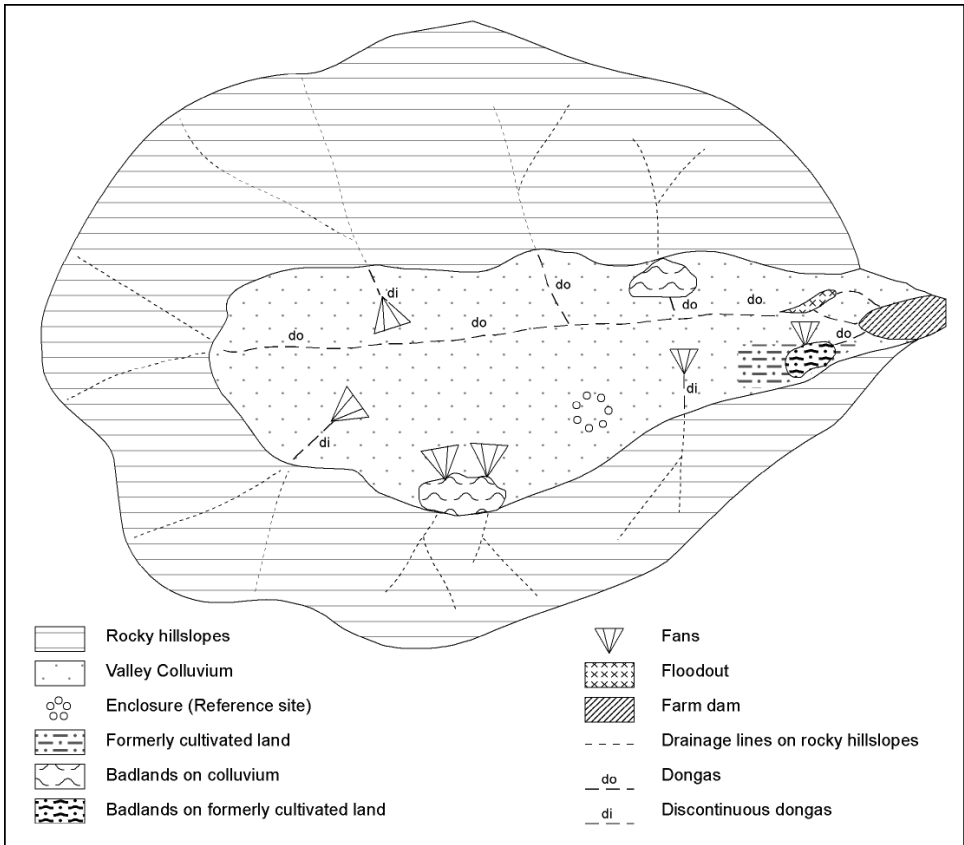 di
do
do
do
do.
do
do
di
di.
Rocky hillslopes
Valley Colluvium
Enclosure (Reference site)
Formerly cultivated land
Badlands on colluvium
Badlands on formerly cultivated land
Fans
Floodout
Farm dam
Drainage lines on rocky hillslopes
do
Dongas
di
Discontinuous dongas